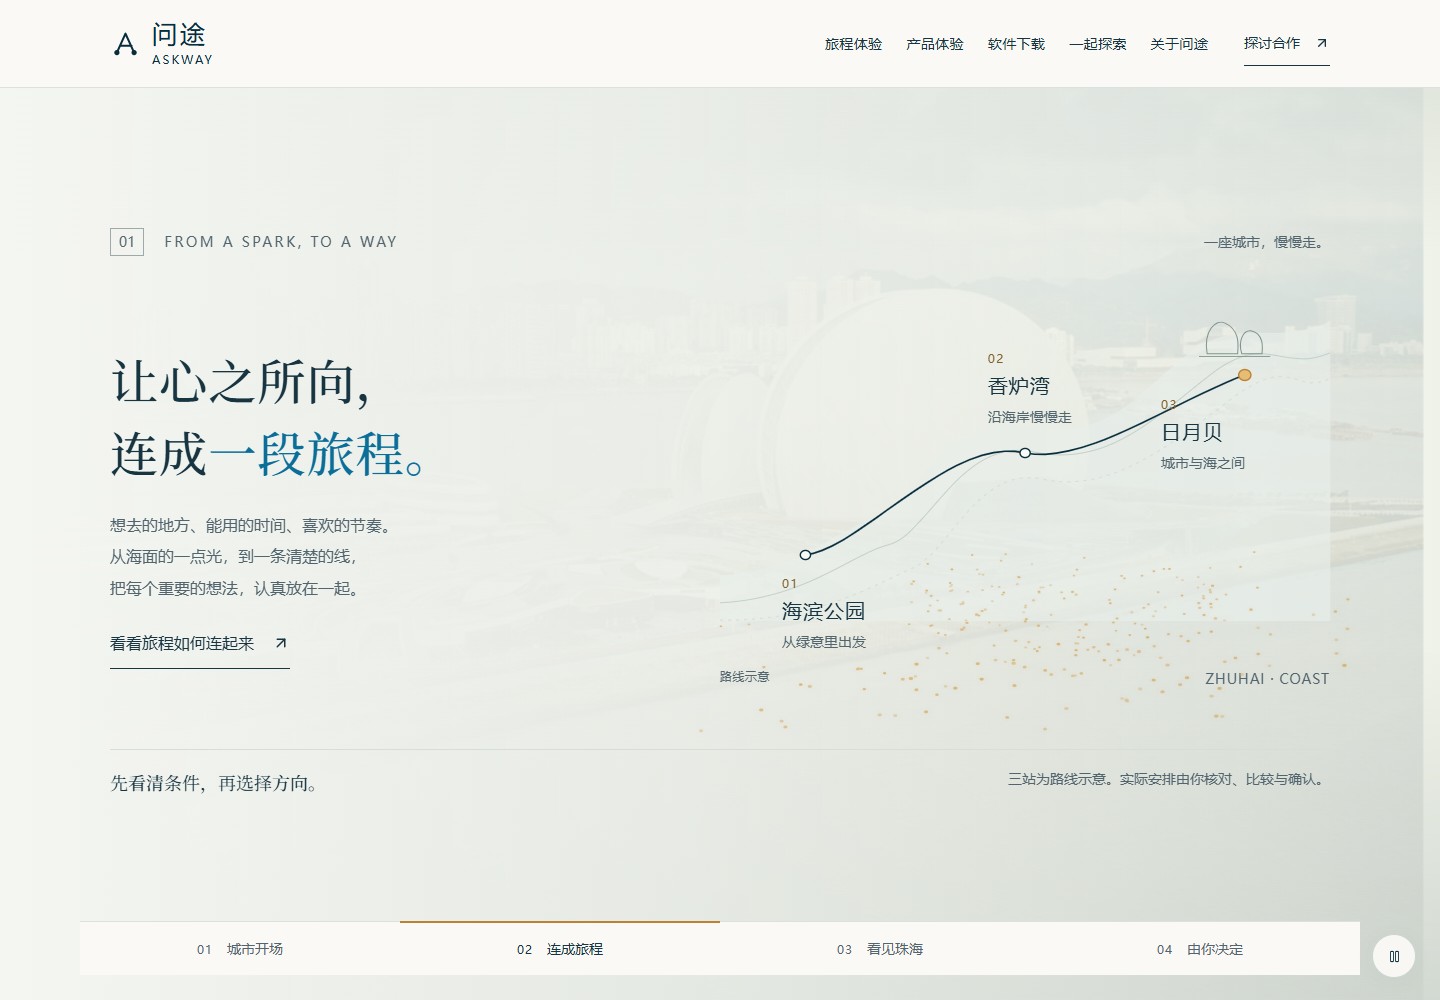 问途
ASKWAY
旅程体验
产品体验
软件下载
一起探索
关于问途
探讨合作
01 FROM A SPARK, TO A WAY
一座城市，慢慢走。
让心之所向，
连成一段旅程。
想去的地方、能用的时间、喜欢的节奏。
从海面的一点光，到一条清楚的线，
把每个重要的想法，认真放在一起。
看看旅程如何连起来
02
香炉湾
沿海岸慢慢走
03
日月贝
城市与海之间
01
海滨公园
从绿意里出发
路线示意
ZHUHAI · COAST
先看清条件，再选择方向。
三站为路线示意。实际安排由你核对、比较与确认。
01 城市开场
02 连成旅程
03 看见珠海
04 由你决定